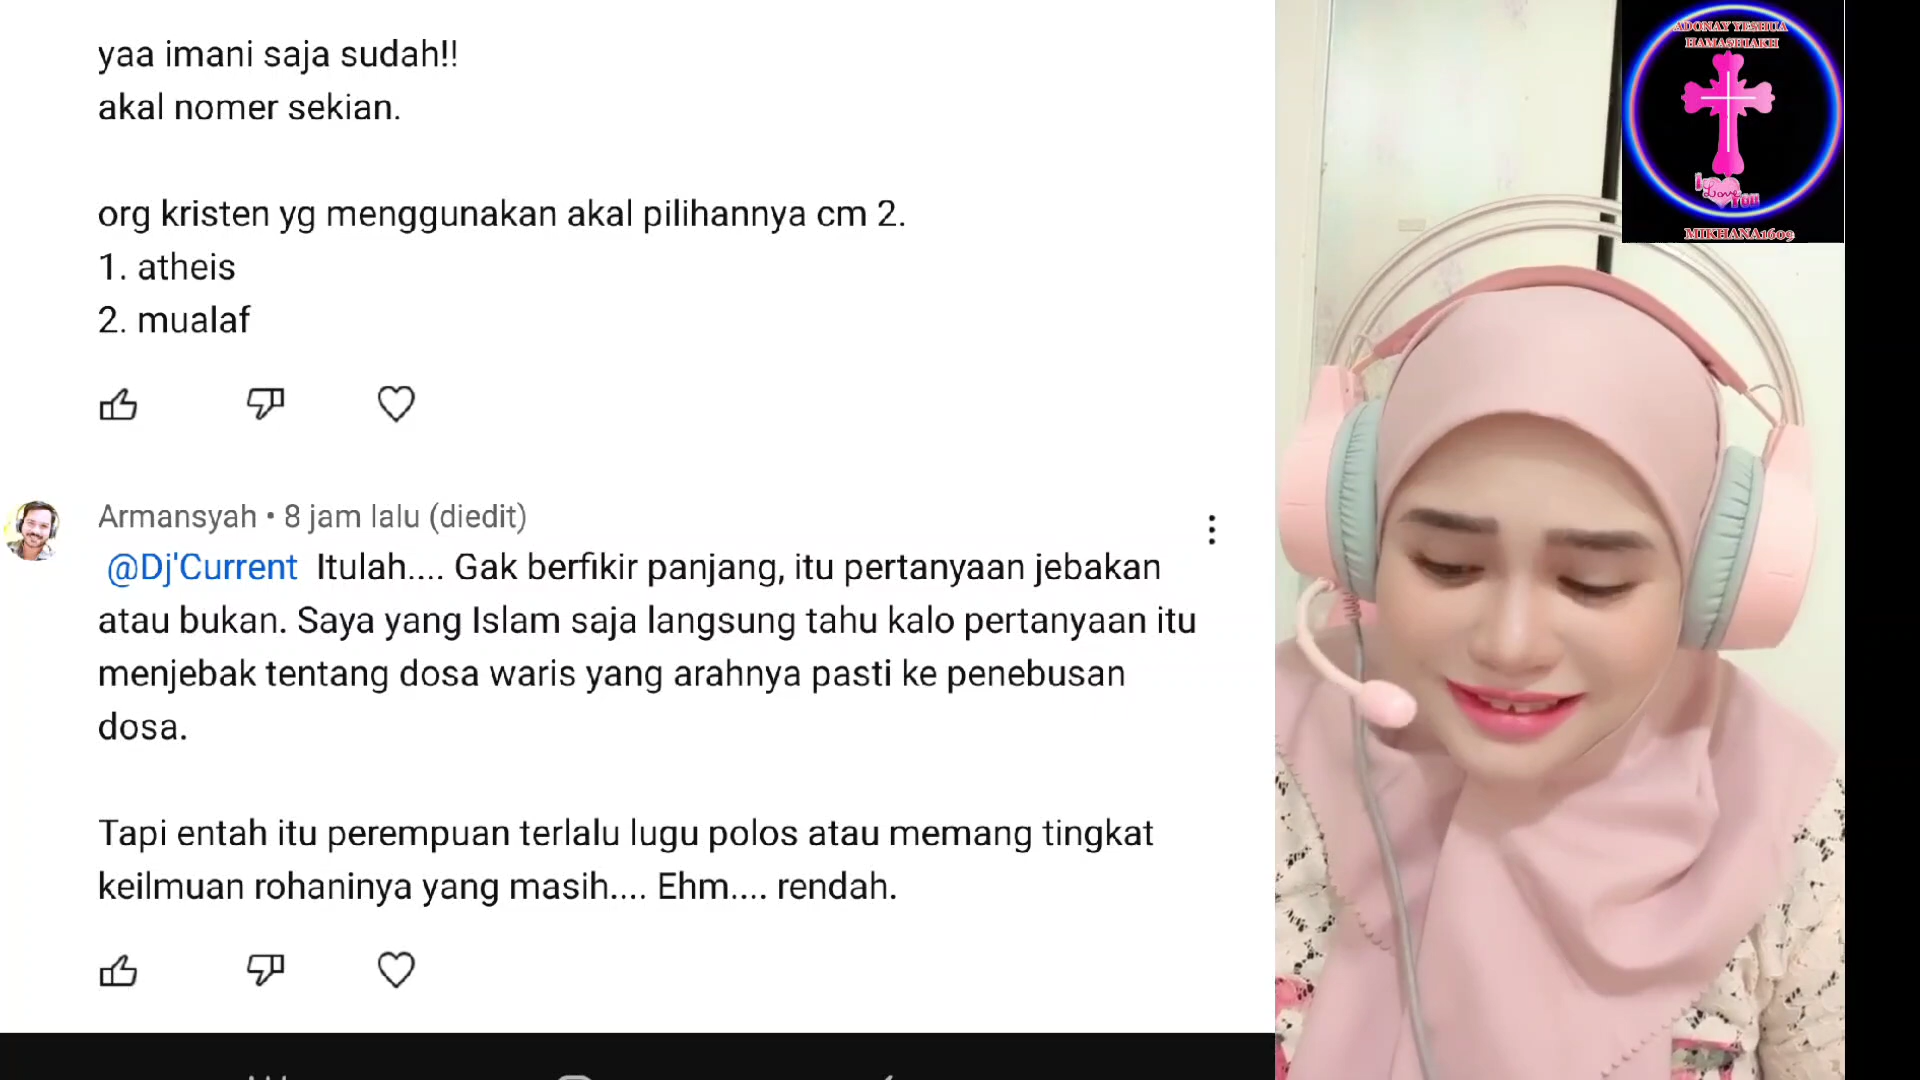 yaa imani saja sudah!!
akal nomer sekian.
org kristen yg menggunakan akal pilihannya cm 2.
1. atheis
2. mualaf
Armansyah • 8 jam lalu (diedit)
@Dj'Current Itulah.... Gak berfikir panjang, itu pertanyaan jebakan
atau bukan. Saya yang Islam saja langsung tahu kalo pertanyaan itu
menjebak tentang dosa waris yang arahnya pasti ke penebusan
dosa.
Tapi entah itu perempuan terlalu lugu polos atau memang tingkat
keilmuan rohaninya yang masih.... Ehm.... rendah.
ADONAY YESHUA
HAMASHIAKH
I Love You
MIKHANA1609